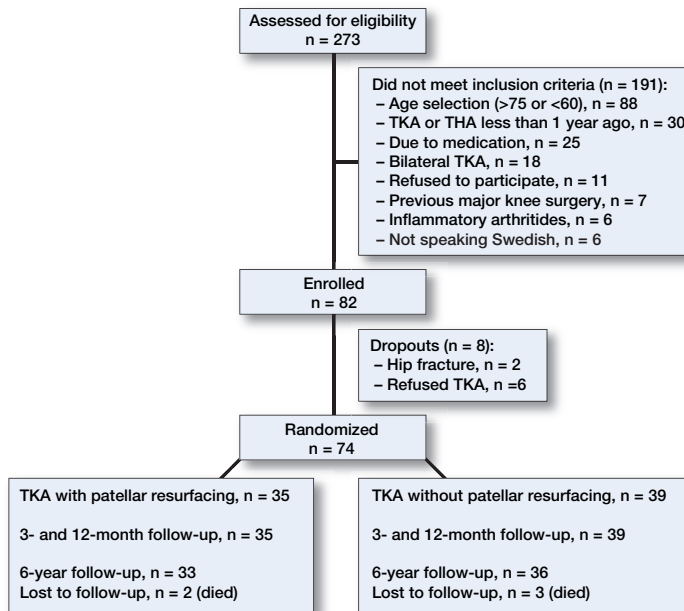 Assessed for eligibility
n = 273
Did not meet inclusion criteria (n = 191):
– Age selection (>75 or <60), n = 88
– TKA or THA less than 1 year ago, n = 30
– Due to medication, n = 25
– Bilateral TKA, n = 18
– Refused to participate, n = 11
– Previous major knee surgery, n = 7
– Inflammatory arthritides, n = 6
– Not speaking Swedish, n = 6
Enrolled
n = 82
Dropouts (n = 8):
– Hip fracture, n = 2
– Refused TKA, n =6
Randomized
n = 74
TKA with patellar resurfacing, n = 35
3- and 12-month follow-up, n = 35
6-year follow-up, n = 33
Lost to follow-up, n = 2 (died)
TKA without patellar resurfacing, n = 39
3- and 12-month follow-up, n = 39
6-year follow-up, n = 36
Lost to follow-up, n = 3 (died)